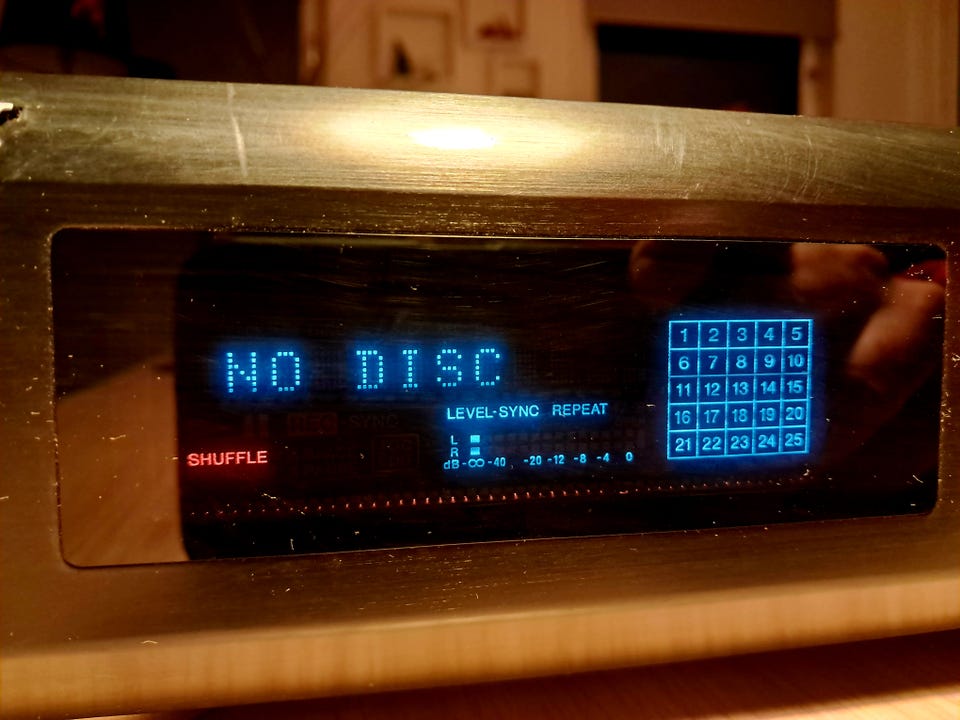 NO DISC
LEVEL-SYNC REPEAT
REC SYNC
SHUFFLE
L
R
dB -∞ -40 -20 -12 -8 -4 0
1 2 3 4 5
6 7 8 9 10
11 12 13 14 15
16 17 18 19 20
21 22 23 24 25